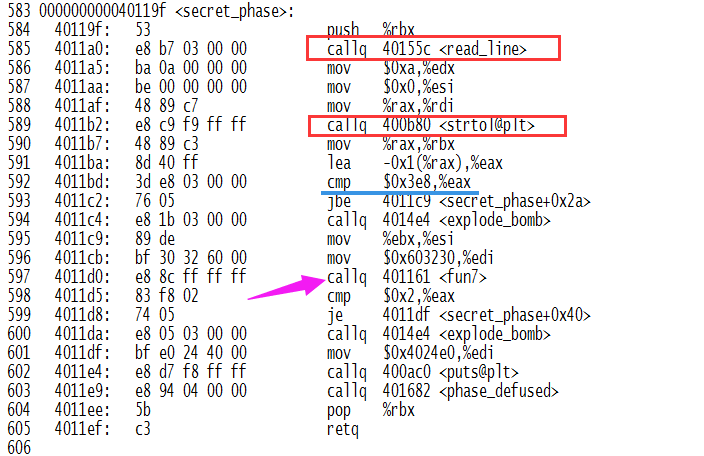 583 000000000040119f <secret_phase>:
584 40119f: 53 push %rbx
585 4011a0: e8 b7 03 00 00 callq 40155c <read_line>
586 4011a5: ba 0a 00 00 00 mov $0xa,%edx
587 4011aa: be 00 00 00 00 mov $0x0,%esi
588 4011af: 48 89 c7 mov %rax,%rdi
589 4011b2: e8 c9 f9 ff ff callq 400b80 <strtol@plt>
590 4011b7: 48 89 c3 mov %rax,%rbx
591 4011ba: 8d 40 ff lea -0x1(%rax),%eax
592 4011bd: 3d e8 03 00 00 cmp $0x3e8,%eax
593 4011c2: 76 05 jbe 4011c9 <secret_phase+0x2a>
594 4011c4: e8 1b 03 00 00 callq 4014e4 <explode_bomb>
595 4011c9: 89 de mov %ebx,%esi
596 4011cb: bf 30 32 60 00 mov $0x603230,%edi
597 4011d0: e8 8c ff ff ff callq 401161 <fun7>
598 4011d5: 83 f8 02 cmp $0x2,%eax
599 4011d8: 74 05 je 4011df <secret_phase+0x40>
600 4011da: e8 05 03 00 00 callq 4014e4 <explode_bomb>
601 4011df: bf e0 24 40 00 mov $0x4024e0,%edi
602 4011e4: e8 d7 f8 ff ff callq 400ac0 <puts@plt>
603 4011e9: e8 94 04 00 00 callq 401682 <phase_defused>
604 4011ee: 5b pop %rbx
605 4011ef: c3 retq
606